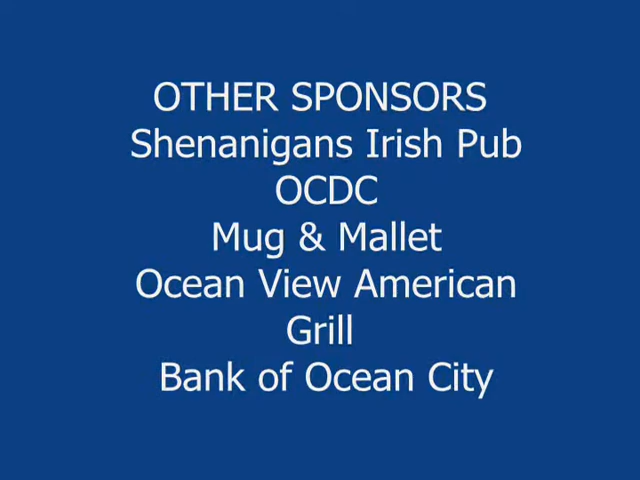 OTHER SPONSORS
Shenanigans Irish Pub
OCDC
Mug & Mallet
Ocean View American
Grill
Bank of Ocean City